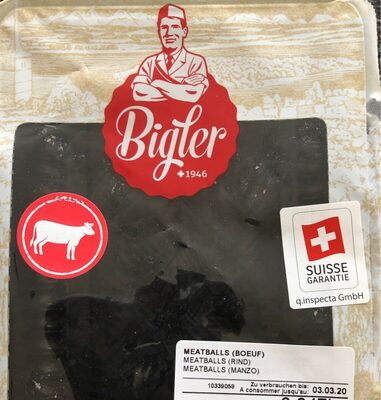 Bigler
1946
SUISSE
GARANTIE
q.inspecta GmbH
MEATBALLS (BOEUF)
MEATBALLS (RIND)
MEATBALLS (MANZO)
10339058
Zu verbrauchen bis:
A consommer jusqu'au: 03.03.20